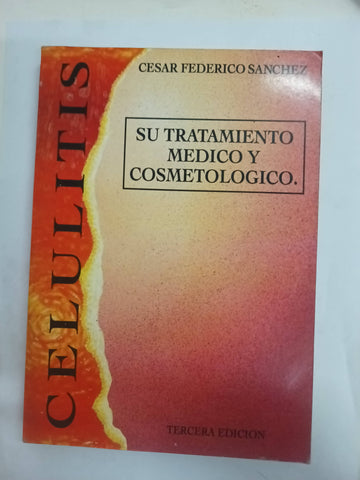 CESAR FEDERICO SANCHEZ
CELULITIS
SU TRATAMIENTO
MEDICO Y
COSMETOLOGICO.
TERCERA EDICION